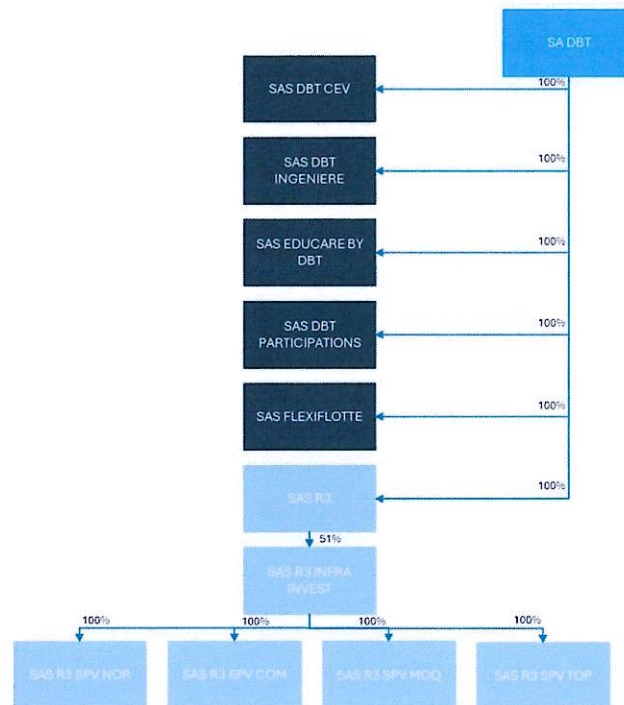 SA DBT
100%
SAS DBT CEV
100%
SAS DBT
INGENIERE
100%
SAS EDUCARE BY
DBT
100%
SAS DBT
PARTICIPATIONS
100%
SAS FLEXIFLOTTE
100%
SAS R3
51%
SAS R3 INFRA
INVEST
100%
100%
100%
100%
SAS R3 SPV NOR
SAS R3 SPV COM
SAS R3 SPV MOQ
SAS R3 SPV TOP